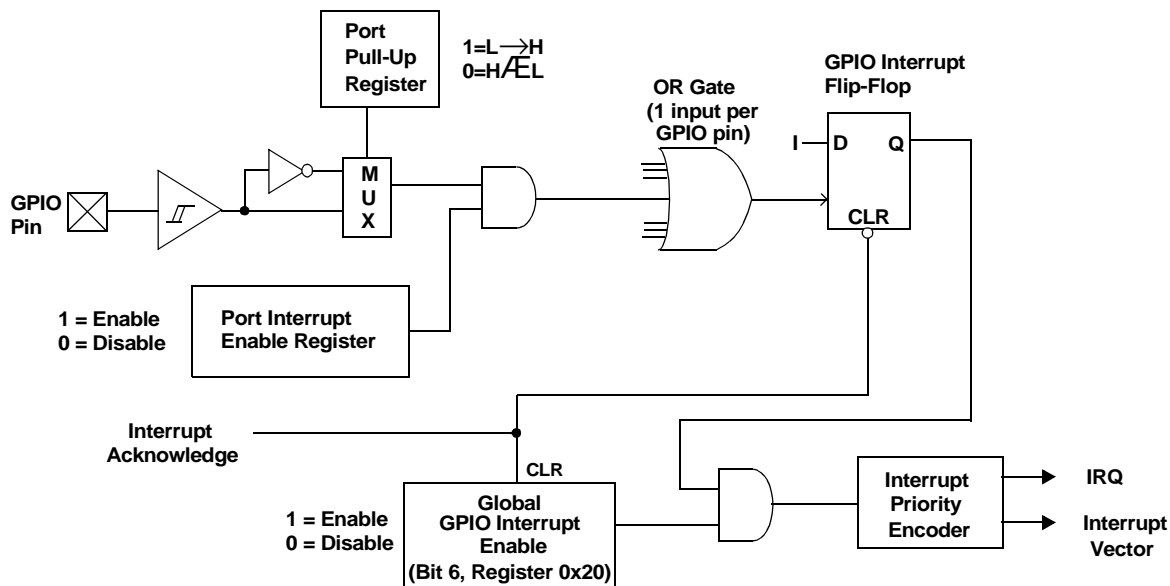 Port
Pull-Up
Register
1=L→H
0=HÆL
OR Gate
(1 input per
GPIO pin)
GPIO Interrupt
Flip-Flop
I
D
Q
CLR
GPIO
Pin
M
U
X
1 = Enable
0 = Disable
Port Interrupt
Enable Register
Interrupt
Acknowledge
CLR
1 = Enable
0 = Disable
Global
GPIO Interrupt
Enable
(Bit 6, Register 0x20)
Interrupt
Priority
Encoder
IRQ
Interrupt
Vector